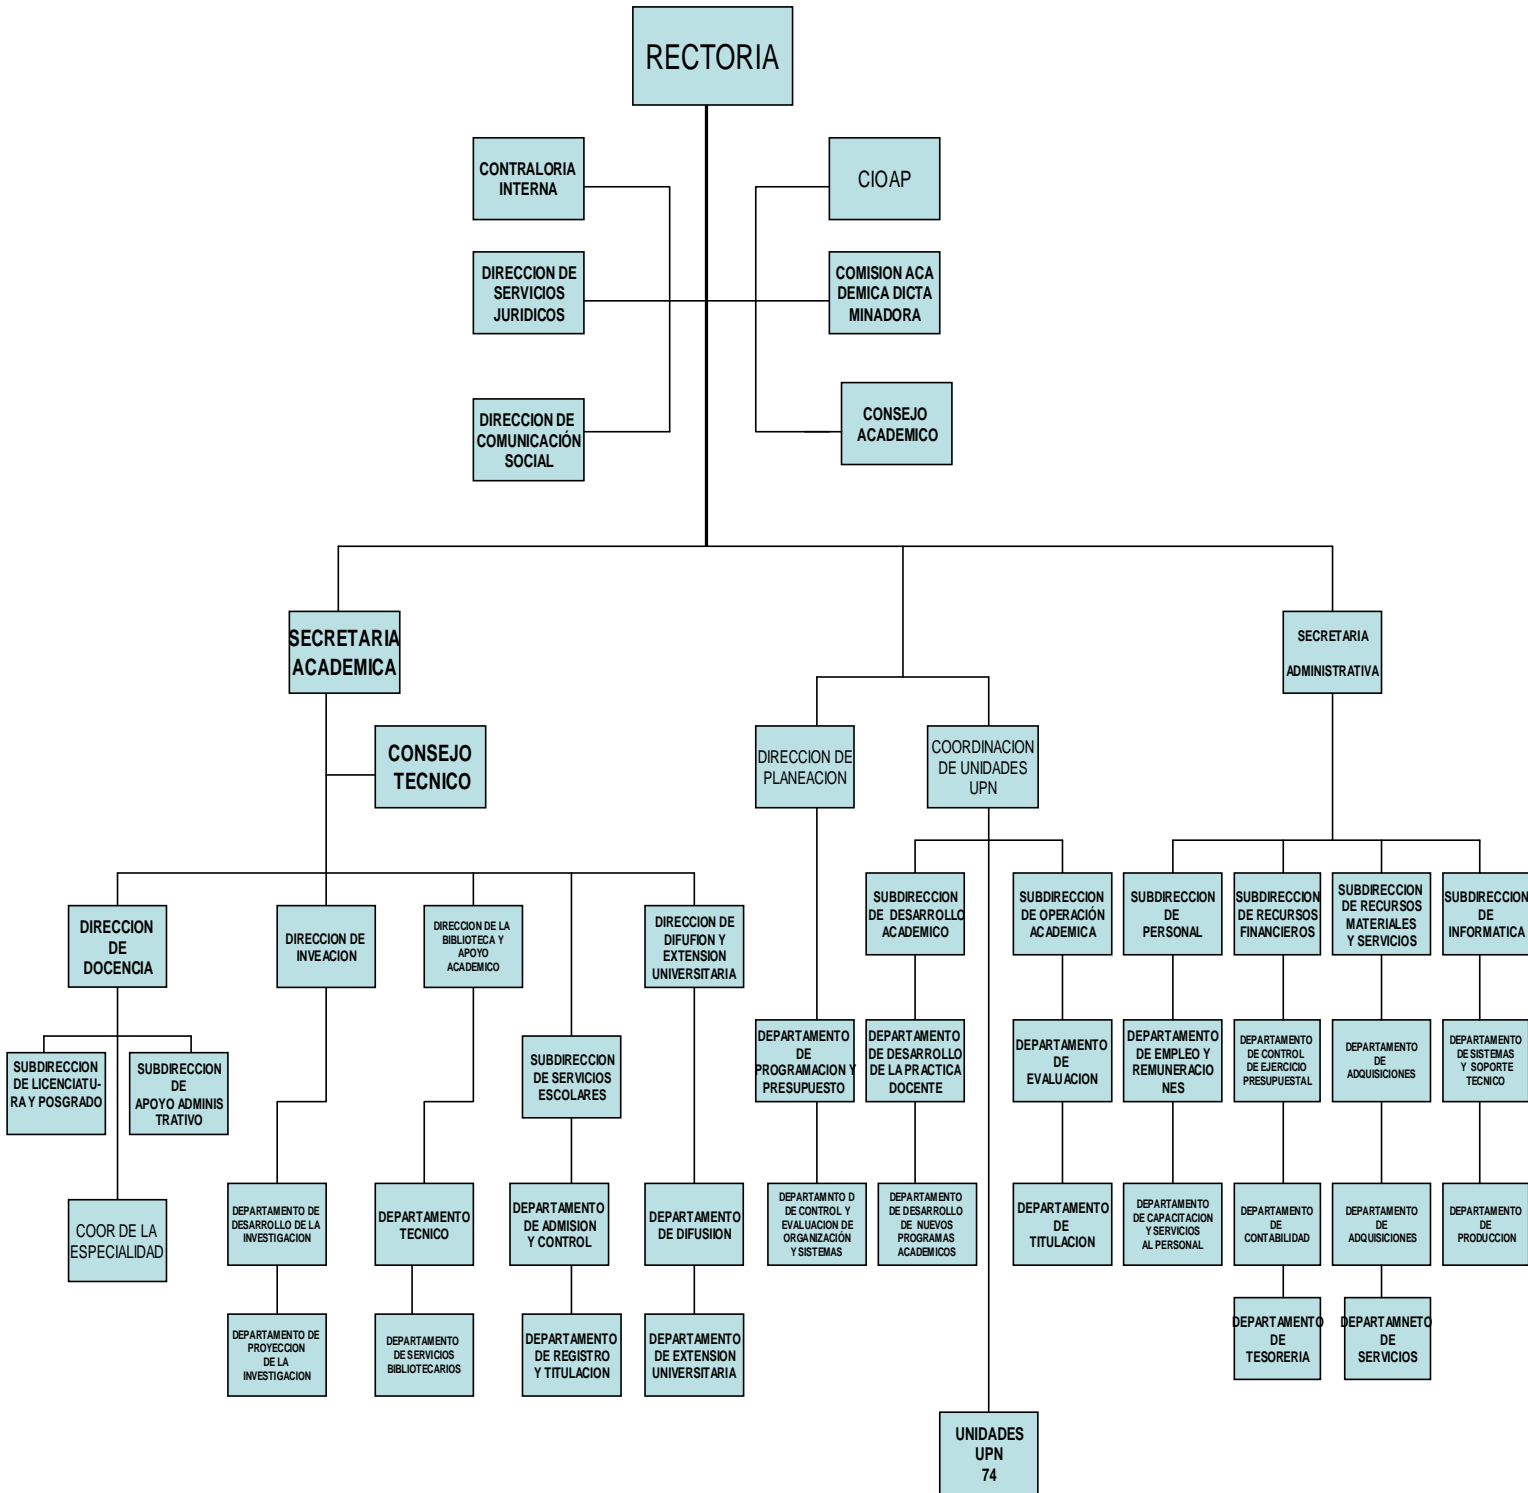 RECTORIA
CONTRALORIA
INTERNA
CIOAP
DIRECCION DE
SERVICIOS
JURIDICOS
COMISION ACA
DEMICA DICTA
MINADORA
DIRECCION DE
COMUNICACIÓN
SOCIAL
CONSEJO
ACADEMICO
SECRETARIA
ACADEMICA
SECRETARIA
ADMINISTRATIVA
CONSEJO
TECNICO
DIRECCION DE
PLANEACION
COORDINACION
DE UNIDADES
UPN
DIRECCION
DE
DOCENCIA
DIRECCION DE
INVEACION
DIRECCION DE LA
BIBLIOTECA Y
APOYO
ACADEMICO
DIRECCION DE
DIFUFION Y
EXTENSION
UNIVERSITARIA
SUBDIRECCION
DE DESARROLLO
ACADEMICO
SUBDIRECCION
DE OPERACIÓN
ACADEMICA
SUBDIRECCION
DE
PERSONAL
SUBDIRECCION
DE RECURSOS
FINANCIEROS
SUBDIRECCION
DE RECURSOS
MATERIALES
Y SERVICIOS
SUBDIRECCION
DE
INFORMATICA
SUBDIRECCION
DE LICENCIATU-
RA Y POSGRADO
SUBDIRECCION
DE
APOYO ADMINIS
TRATIVO
SUBDIRECCION
DE SERVICIOS
ESCOLARES
DEPARTAMENTO
DE
PROGRAMACION Y
PRESUPUESTO
DEPARTAMENTO
DE DESARROLLO
DE LA PRACTICA
DOCENTE
DEPARTAMENTO
DE
EVALUACION
DEPARTAMENTO
DE EMPLEO Y
REMUNERACIO
NES
DEPARTAMENTO
DE CONTROL
DE EJERCICIO
PRESUPUESTAL
DEPARTAMENTO
DE
ADQUISICIONES
DEPARTAMENTO
DE SISTEMAS
Y SOPORTE
TECNICO
COOR DE LA
ESPECIALIDAD
DEPARTAMENTO DE
DESARROLLO DE LA
INVESTIGACION
DEPARTAMENTO
TECNICO
DEPARTAMENTO
DE ADMISION
Y CONTROL
DEPARTAMENTO
DE DIFUSIION
DEPARTAMNTO D
DE CONTROL Y
EVALUACION DE
ORGANIZACIÓN
Y SISTEMAS
DEPARTAMENTO
DE DESARROLLO
DE NUEVOS
PROGRAMAS
ACADEMICOS
DEPARTAMENTO
DE
TITULACION
DEPARTAMENTO
DE CAPACITACION
Y SERVICIOS
AL PERSONAL
DEPARTAMENTO
DE
CONTABILIDAD
DEPARTAMENTO
DE
ADQUISICIONES
DEPARTAMENTO
DE
PRODUCCION
DEPARTAMENTO DE
PROYECCION
DE LA
INVESTIGACION
DEPARTAMENTO
DE SERVICIOS
BIBLIOTECARIOS
DEPARTAMENTO
DE REGISTRO
Y TITULACION
DEPARTAMENTO
DE EXTENSION
UNIVERSITARIA
DEPARTAMENTO
DE
TESORERIA
DEPARTAMNETO
DE
SERVICIOS
UNIDADES
UPN
74